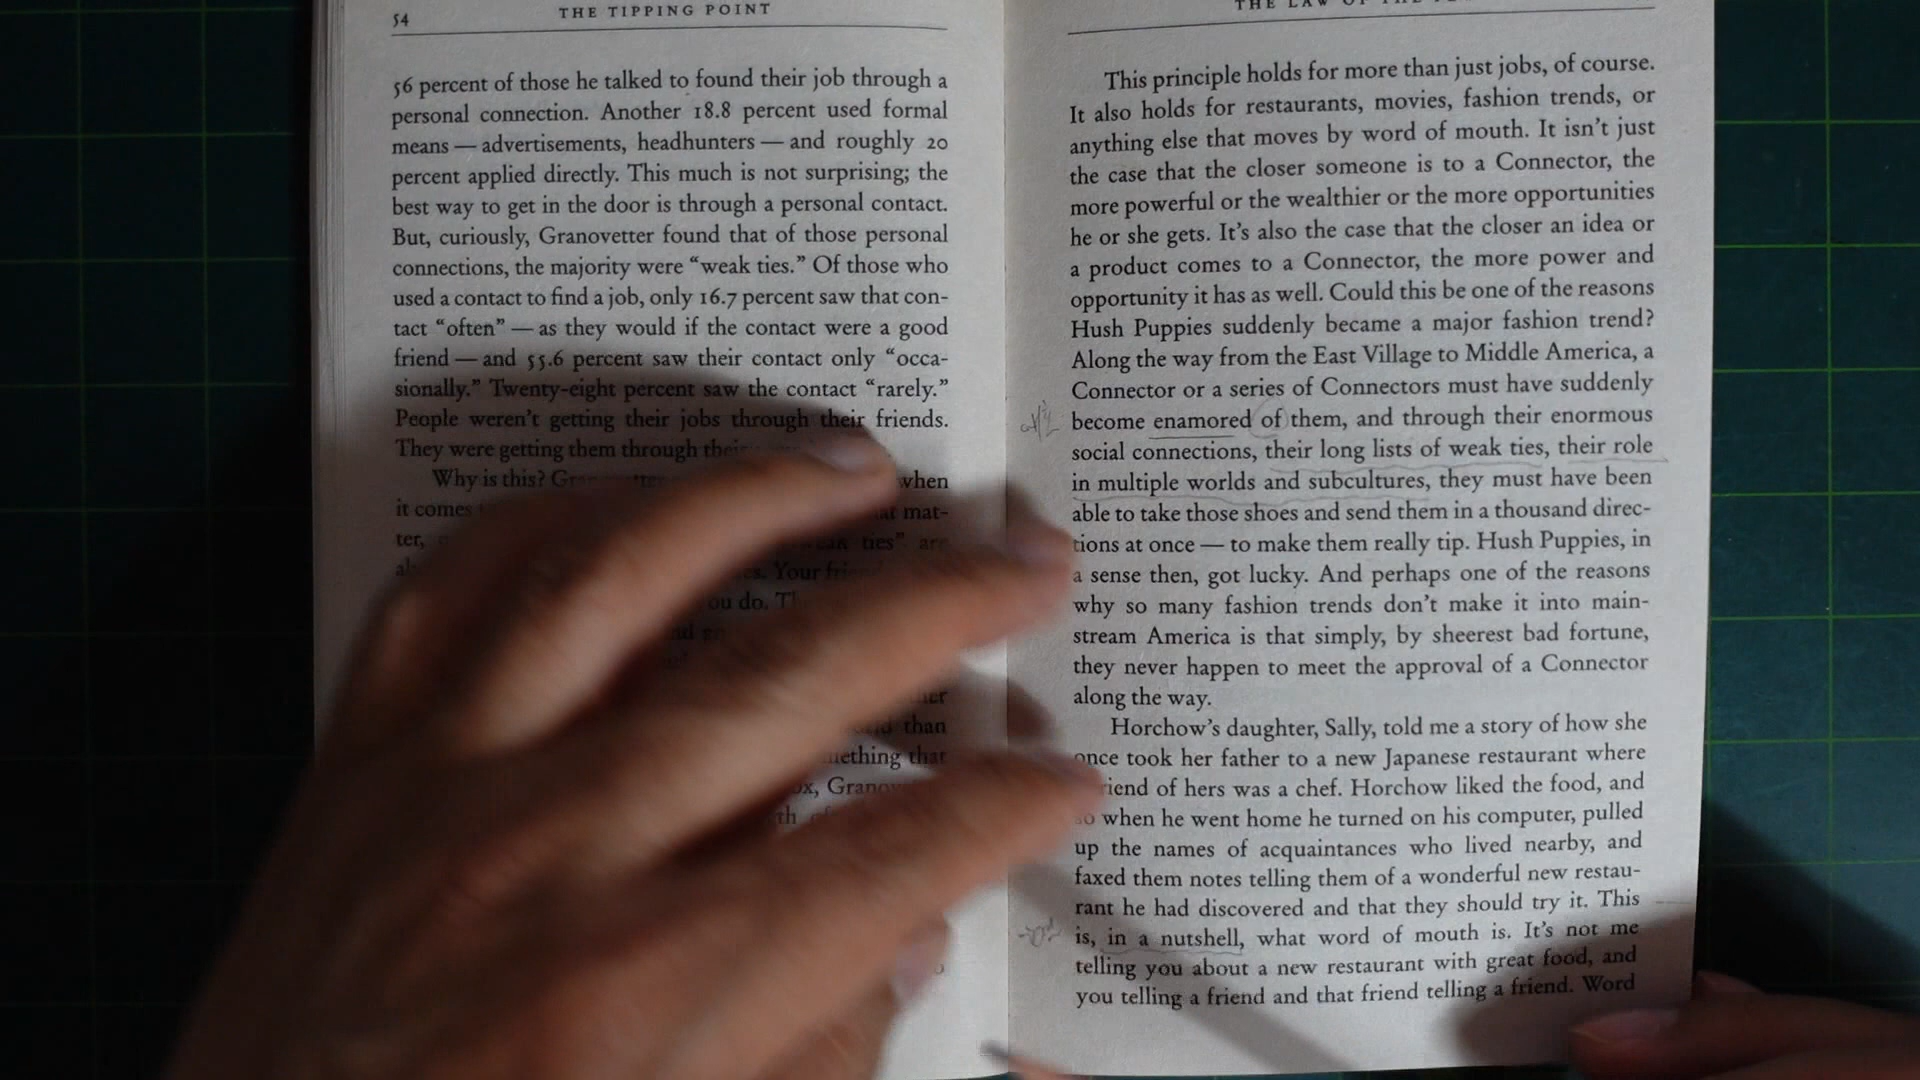 54
THE TIPPING POINT
56 percent of those he talked to found their job through a
personal connection. Another 18.8 percent used formal
means — advertisements, headhunters — and roughly 20
percent applied directly. This much is not surprising; the
best way to get in the door is through a personal contact.
But, curiously, Granovetter found that of those personal
connections, the majority were “weak ties.” Of those who
used a contact to find a job, only 16.7 percent saw that con-
tact “often” — as they would if the contact were a good
friend — and 55.6 percent saw their contact only “occa-
sionally.” Twenty-eight percent saw the contact “rarely.”
People weren’t getting their jobs through their friends.
They were getting them through their
Why is this? when
it comes mat-
ter, ties” are
Your
you do.
than
that
THE LAW OF THE
This principle holds for more than just jobs, of course.
It also holds for restaurants, movies, fashion trends, or
anything else that moves by word of mouth. It isn’t just
the case that the closer someone is to a Connector, the
more powerful or the wealthier or the more opportunities
he or she gets. It’s also the case that the closer an idea or
a product comes to a Connector, the more power and
opportunity it has as well. Could this be one of the reasons
Hush Puppies suddenly became a major fashion trend?
Along the way from the East Village to Middle America, a
Connector or a series of Connectors must have suddenly
become enamored of them, and through their enormous
social connections, their long lists of weak ties, their role
in multiple worlds and subcultures, they must have been
able to take those shoes and send them in a thousand direc-
tions at once — to make them really tip. Hush Puppies, in
a sense then, got lucky. And perhaps one of the reasons
why so many fashion trends don’t make it into main-
stream America is that simply, by sheerest bad fortune,
they never happen to meet the approval of a Connector
along the way.
Horchow’s daughter, Sally, told me a story of how she
once took her father to a new Japanese restaurant where
friend of hers was a chef. Horchow liked the food, and
so when he went home he turned on his computer, pulled
up the names of acquaintances who lived nearby, and
faxed them notes telling them of a wonderful new restau-
rant he had discovered and that they should try it. This
is, in a nutshell, what word of mouth is. It’s not me
telling you about a new restaurant with great food, and
you telling a friend and that friend telling a friend. Word